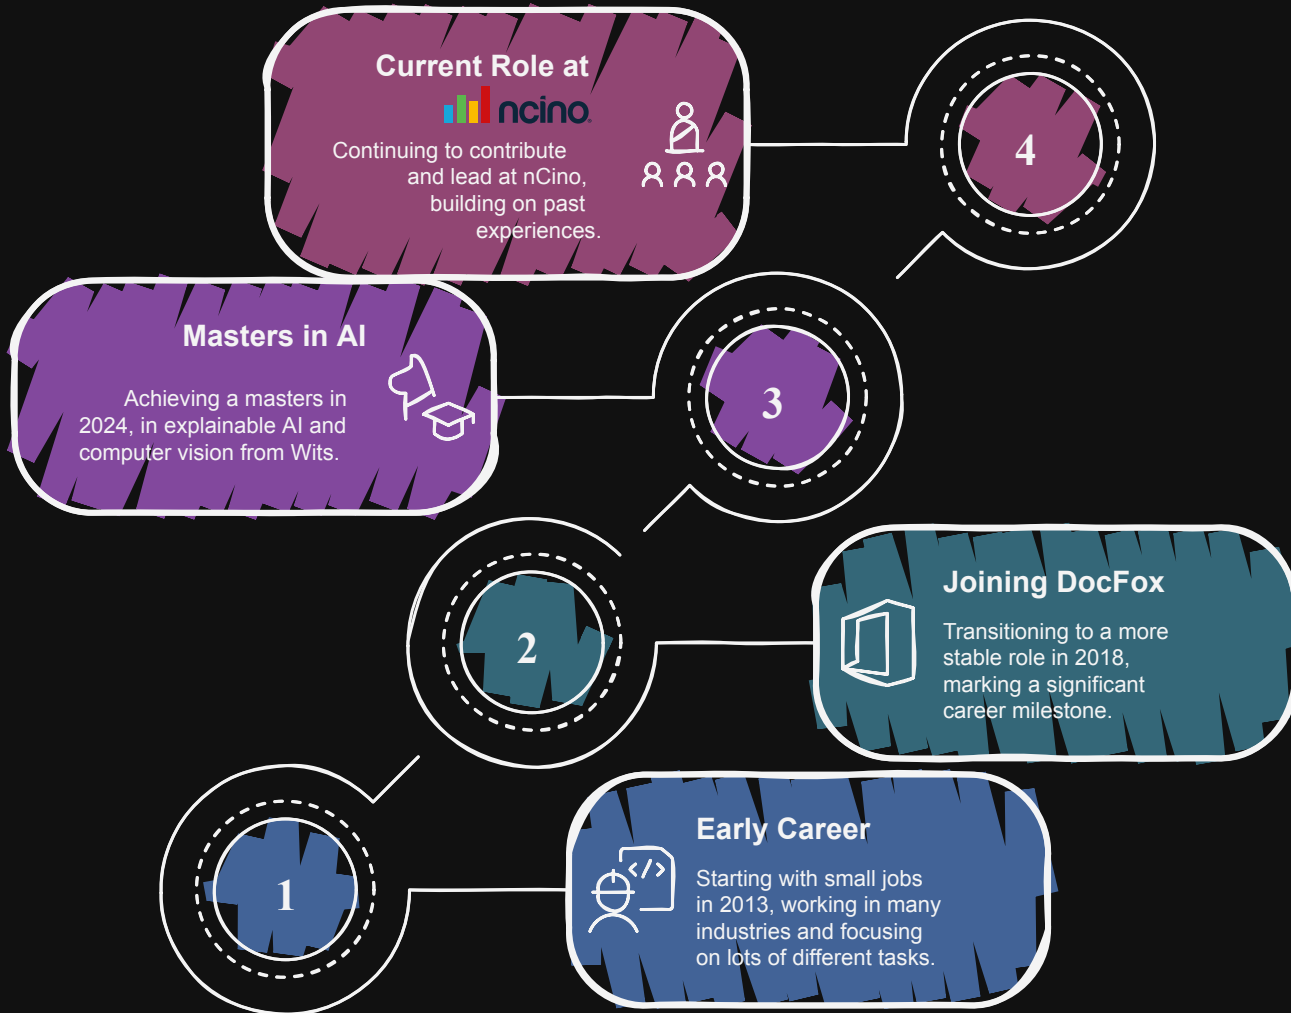 Current Role at
ncino
Continuing to contribute
and lead at nCino,
building on past
experiences.
4
Masters in AI
Achieving a masters in
2024, in explainable AI and
computer vision from Wits.
3
2
Joining DocFox
Transitioning to a more
stable role in 2018,
marking a significant
career milestone.
1
Early Career
</>
Starting with small jobs
in 2013, working in many
industries and focusing
on lots of different tasks.